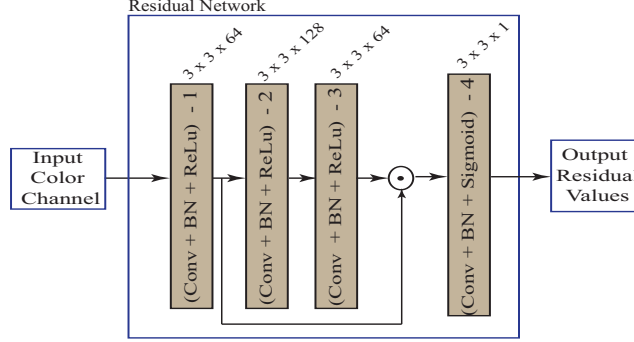 Residual Network
3 x 3 x 64
3 x 3 x 128
3 x 3 x 64
3 x 3 x 1
Input
Color
Channel
(Conv + BN + ReLu) - 1
(Conv + BN + ReLu) - 2
(Conv + BN + ReLu) - 3
(Conv + BN + Sigmoid) - 4
Output
Residual
Values